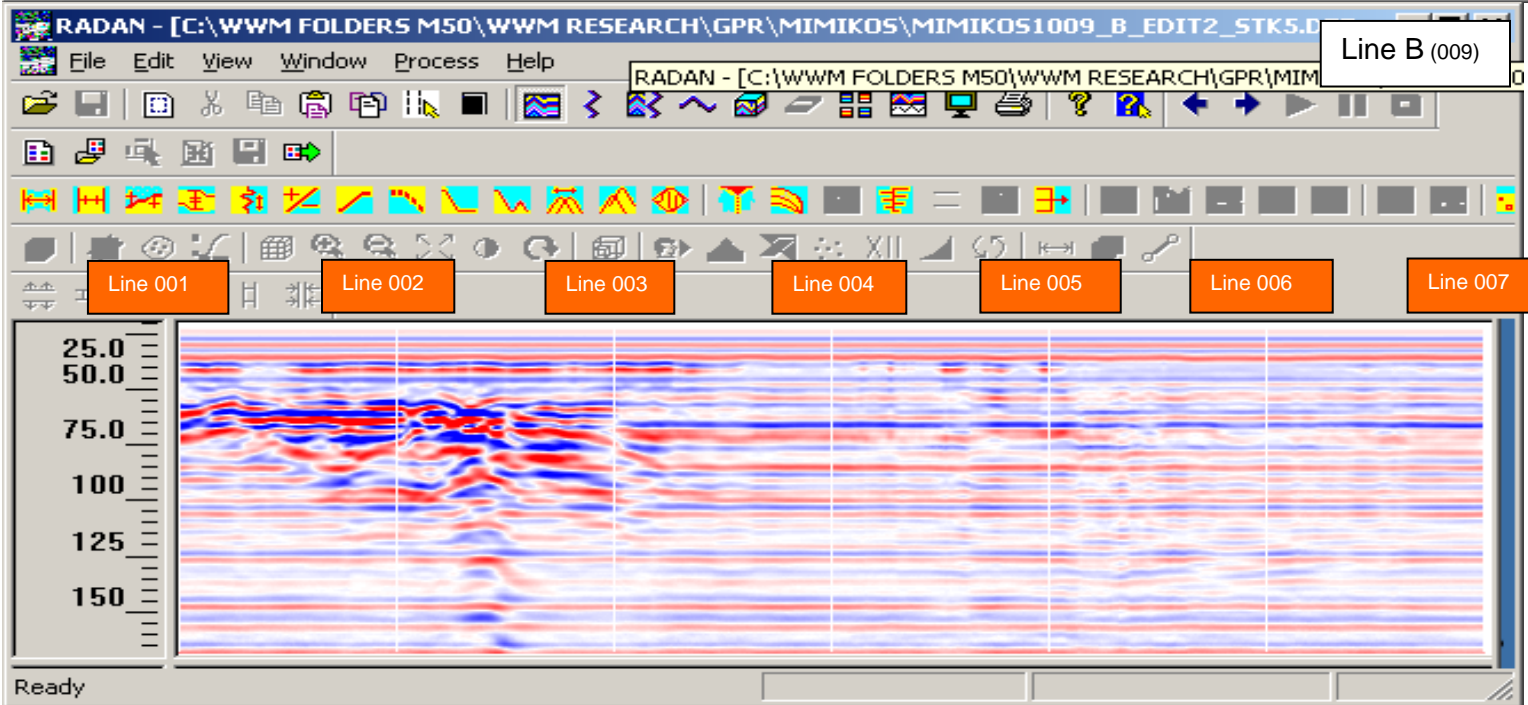 RADAN - [C:\WWM FOLDERS M50\WWM RESEARCH\GPR\MIMIKOS\MIMIKOS1009_B_EDIT2_STK5.D
Line B (009)
File Edit View Window Process Help
RADAN - [C:\WWM FOLDERS M50\WWM RESEARCH\GPR\MIM
Line 001 Line 002 Line 003 Line 004 Line 005 Line 006 Line 007
25.0
50.0
75.0
100
125
150
Ready